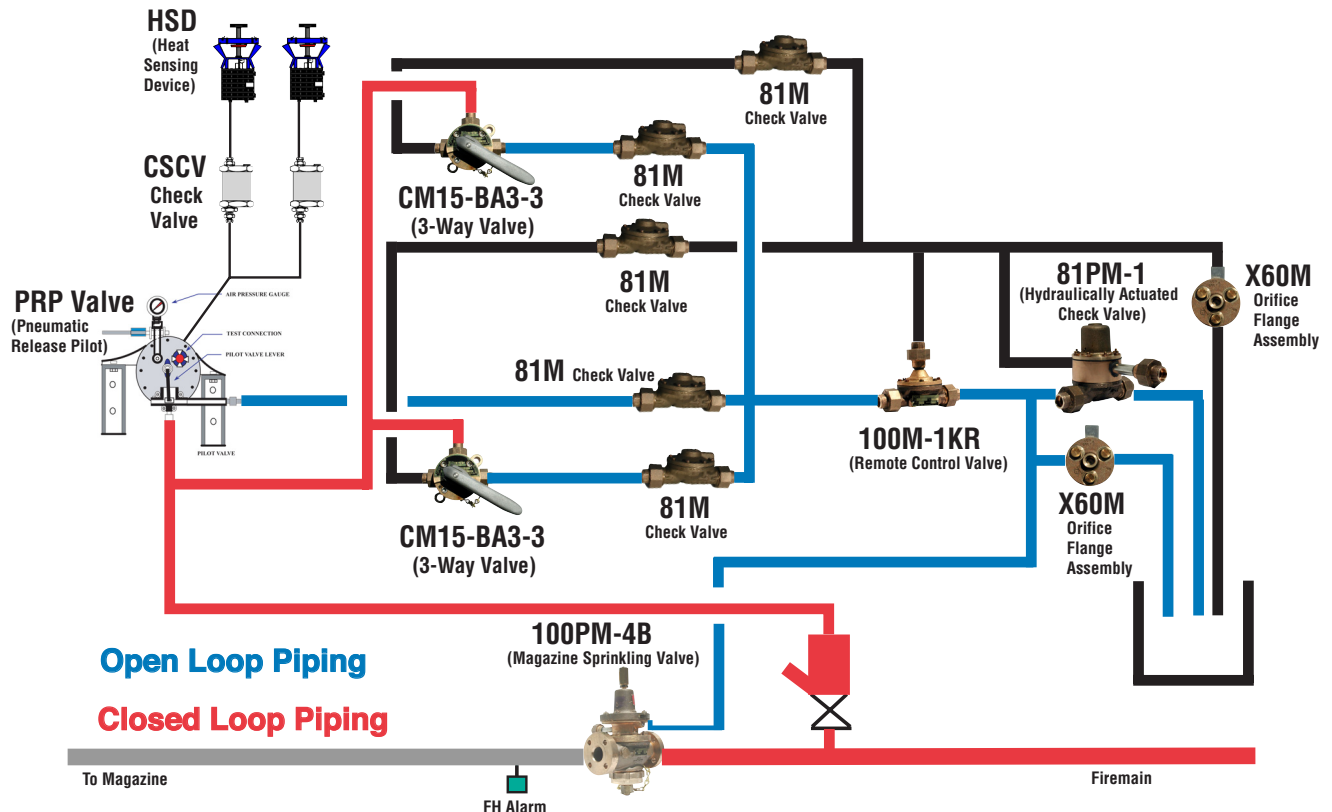 HSD
(Heat
Sensing
Device)
CSCV
Check
Valve
PRP Valve
(Pneumatic
Release Pilot)
AIR PRESSURE GAUGE
TEST CONNECTION
PILOT VALVE LEVER
PILOT VALVE
81M
Check Valve
CM15-BA3-3
(3-Way Valve)
81M
Check Valve
81M
Check Valve
81M Check Valve
CM15-BA3-3
(3-Way Valve)
81M
Check Valve
100M-1KR
(Remote Control Valve)
81PM-1
(Hydraulically Actuated
Check Valve)
X60M
Orifice
Flange
Assembly
X60M
Orifice
Flange
Assembly
100PM-4B
(Magazine Sprinkling Valve)
Open Loop Piping
Closed Loop Piping
To Magazine
FH Alarm
Firemain